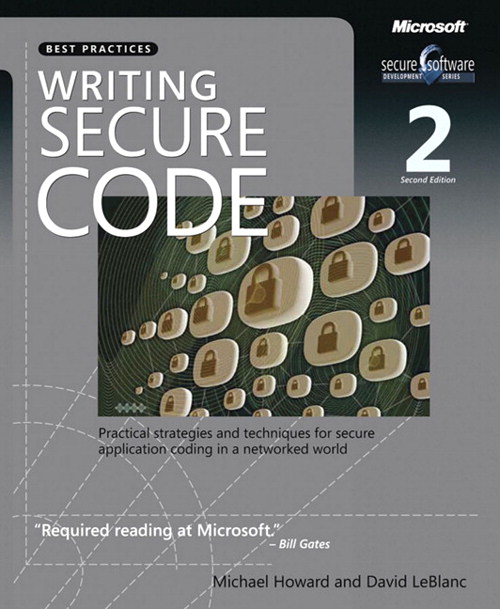 Microsoft®
BEST PRACTICES
secure software
DEVELOPMENT SERIES
WRITING
SECURE
CODE
2
Second Edition
Practical strategies and techniques for secure
application coding in a networked world
“Required reading at Microsoft.”
– Bill Gates
Michael Howard and David LeBlanc